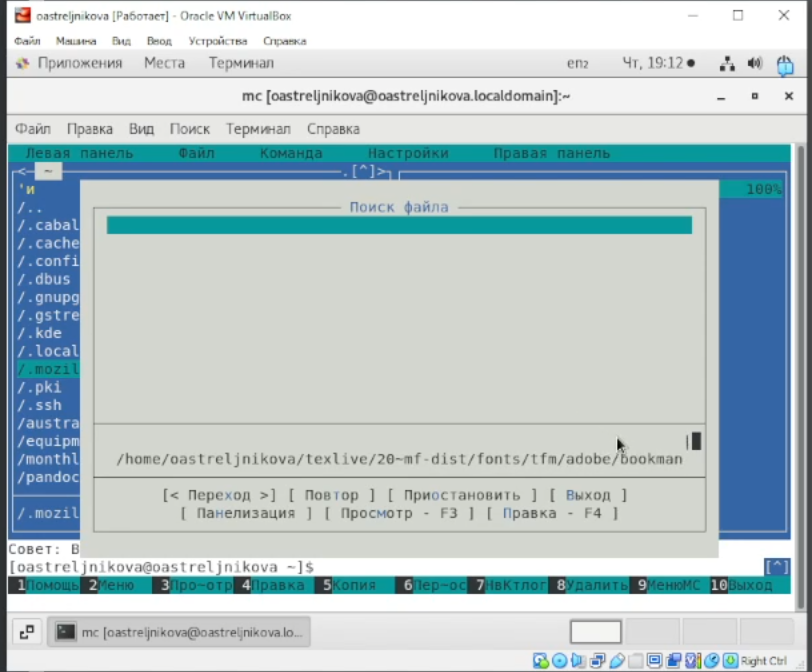 oastreljnikova [Работает] - Oracle VM VirtualBox
Файл Машина Вид Ввод Устройства Справка
Приложения Места Терминал en₂ Чт, 19:12
mc [oastreljnikova@oastreljnikova.localdomain]:~
Файл Правка Вид Поиск Терминал Справка
Левая панель Файл Команда Настройки Правая панель
<— ~ .[^]>
'и 100%
Поиск файла
/..
/.cabal
/.cache
/.confi
/.dbus
/.gnupg
/.gstre
/.kde
/.local
/.mozil
/.pki
/.ssh
/austra
/equipm
/monthl
/home/oastreljnikova/texlive/20~mf-dist/fonts/tfm/adobe/bookman
/pandoc
[< Переход >] [ Повтор ] [ Приостановить ] [ Выход ]
/.mozil
[ Панелизация ] [ Просмотр - F3 ] [ Правка - F4 ]
Совет: В
[oastreljnikova@oastreljnikova ~]$ [^]
1Помощь 2Меню 3Про~отр 4Правка 5Копия 6Пер~ос 7НвКтлог 8Удалить 9МенюМС 10Выход
mc [oastreljnikova@oastreljnikova.lo...
Right Ctrl